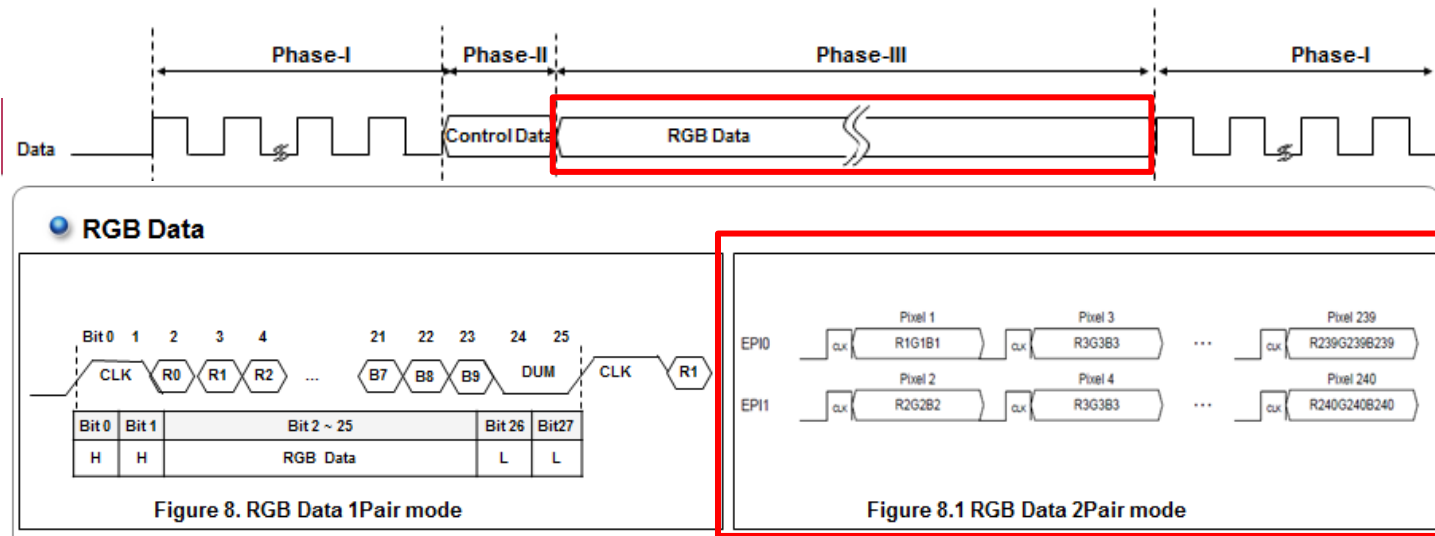 Phase-I Phase-II Phase-III Phase-I
Data Control Data RGB Data
RGB Data
Bit 0 1 2 3 4 21 22 23 24 25
CLK R0 R1 R2 ... B7 B8 B9 DUM CLK R1
Bit 0 Bit 1 Bit 2 ~ 25 Bit 26 Bit27
H H RGB Data L L
Figure 8. RGB Data 1Pair mode
Pixel 1 Pixel 3 Pixel 239
EPI0 CLK R1G1B1 CLK R3G3B3 ... CLK R239G239B239
Pixel 2 Pixel 4 Pixel 240
EPI1 CLK R2G2B2 CLK R3G3B3 ... CLK R240G240B240
Figure 8.1 RGB Data 2Pair mode